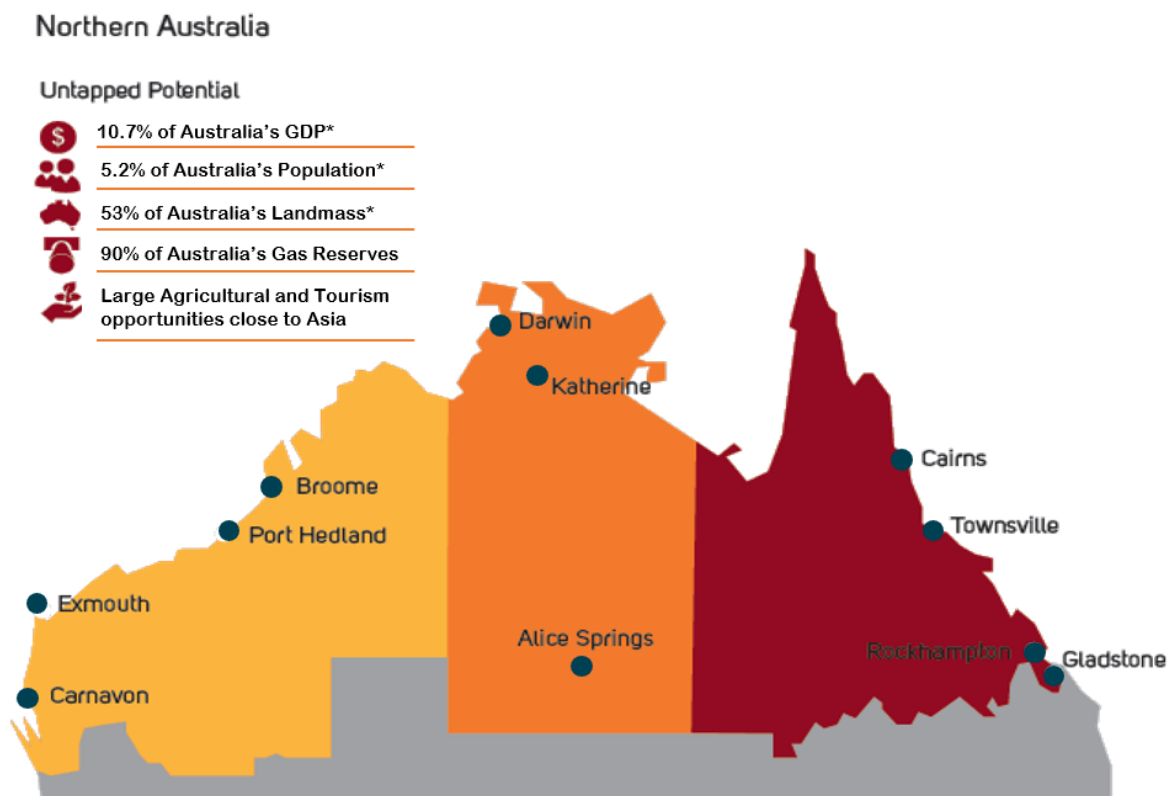 Northern Australia
Untapped Potential
$
10.7% of Australia's GDP*
5.2% of Australia's Population*
53% of Australia's Landmass*
90% of Australia's Gas Reserves
Large Agricultural and Tourism
opportunities close to Asia
Darwin
Katherine
Cairns
Broome
Townsville
Port Hedland
Exmouth
Alice Springs
Rockhampton
Gladstone
Carnavon